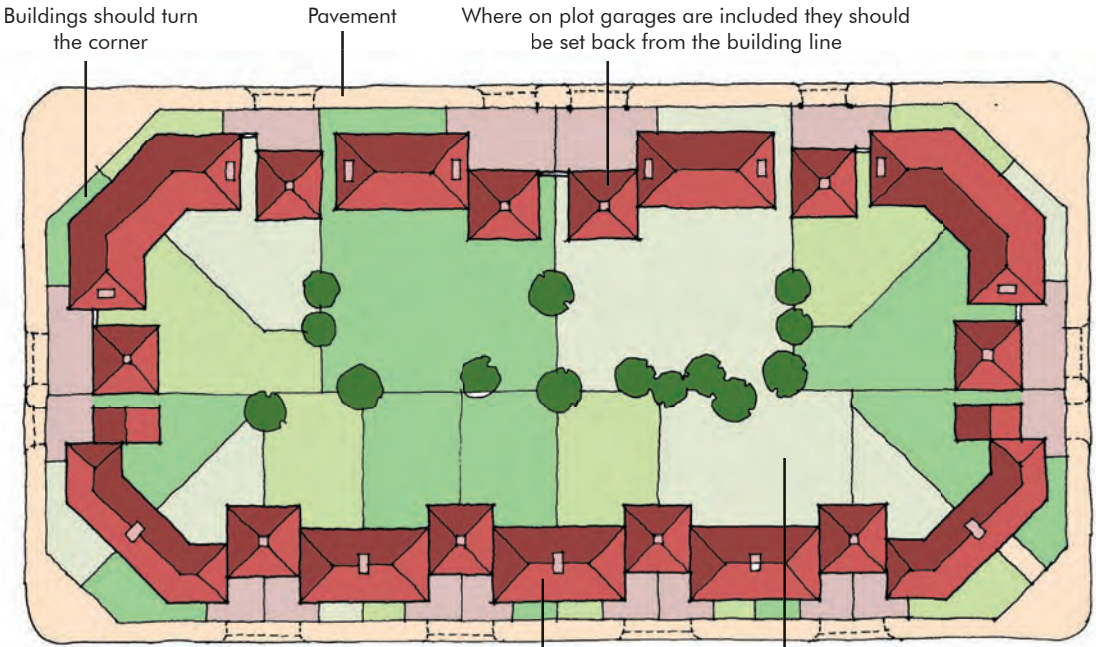 Buildings should turn
the corner
Pavement
Where on plot garages are included they should
be set back from the building line